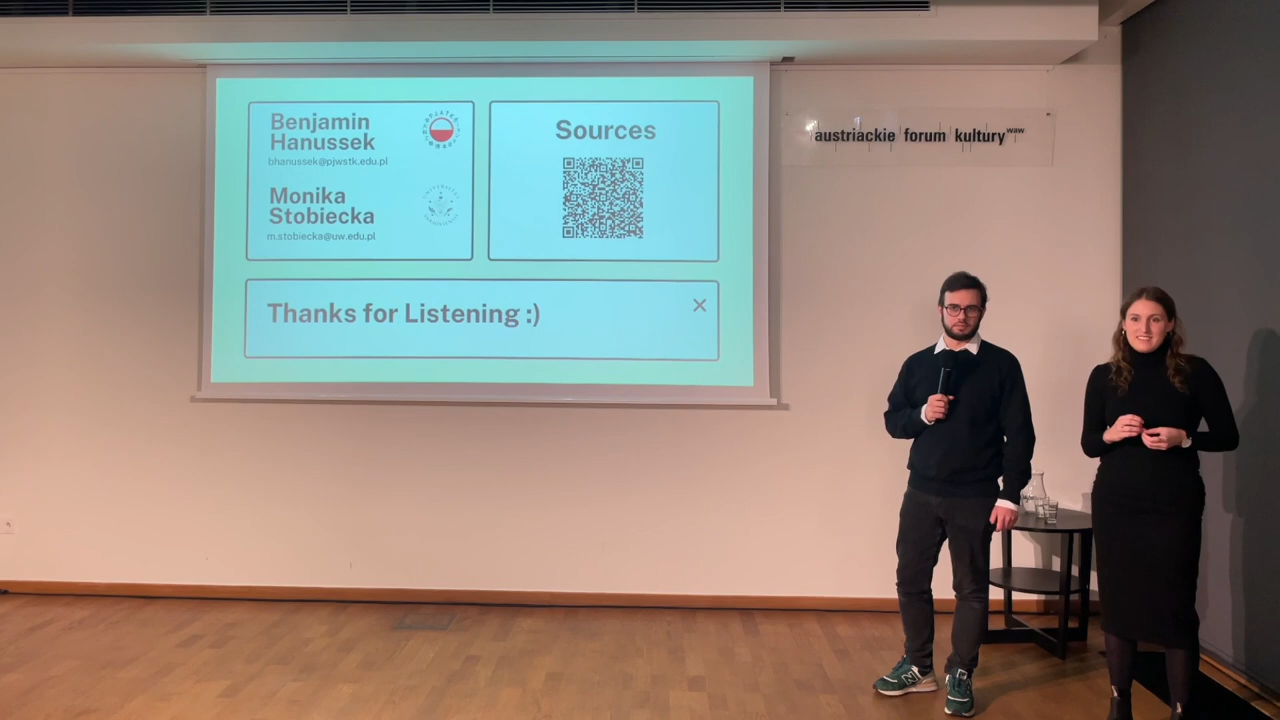 Benjamin
Hanussek
bhanussek@pjwstk.edu.pl
Monika
Stobiecka
m.stobiecka@uw.edu.pl
Sources
Thanks for Listening :)
austriackie forum kultury waw